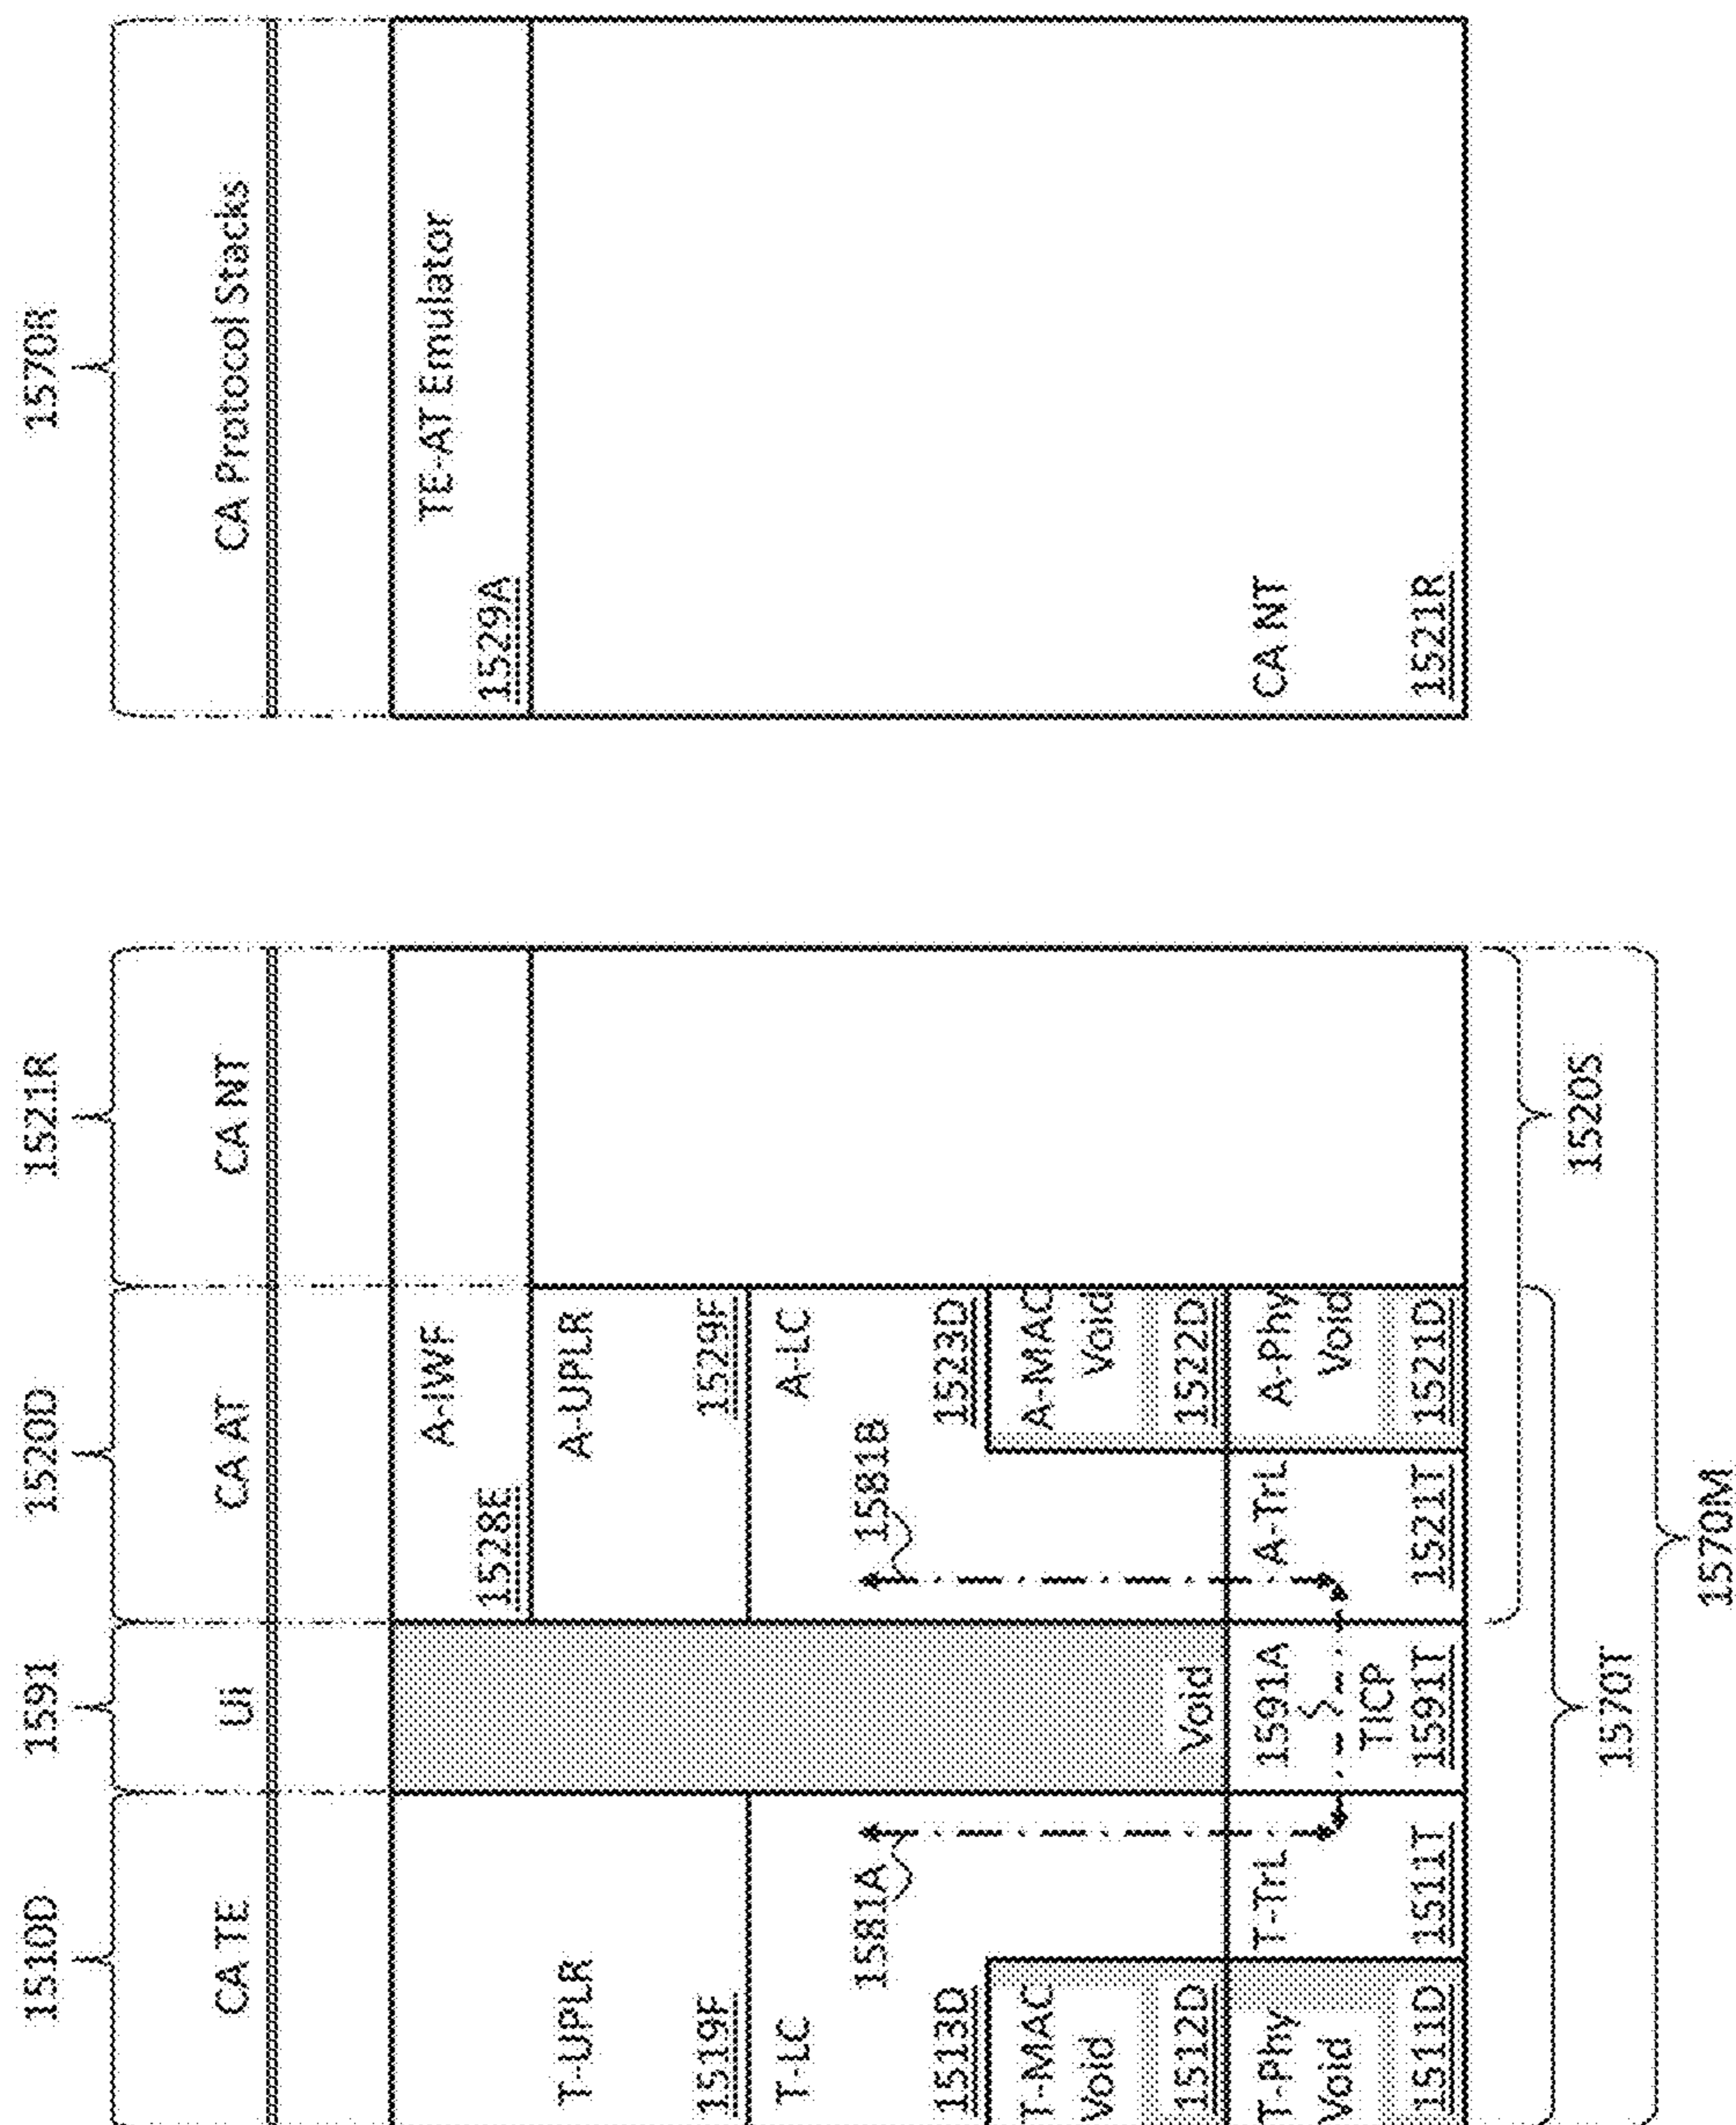 1510D
1591
1520D
1521R
1570R
CA TE
Ui
CA AT
CA NT
CA Protocol Stacks
A-IWF
1528E
TE-AT Emulator
1529A
T-UPLR
1519F
A-UPLR
1529F
T-LC
1581A
1513D
1581B
A-LC
1523D
T-MAC
Void
1512D
Void
A-MAC
Void
1522D
T-Phy
Void
1511D
T-TrL
1511T
1591A
TICP
1591T
A-TrL
1521T
A-Phy
Void
1521D
CA NT
1521R
1520S
1570T
1570M